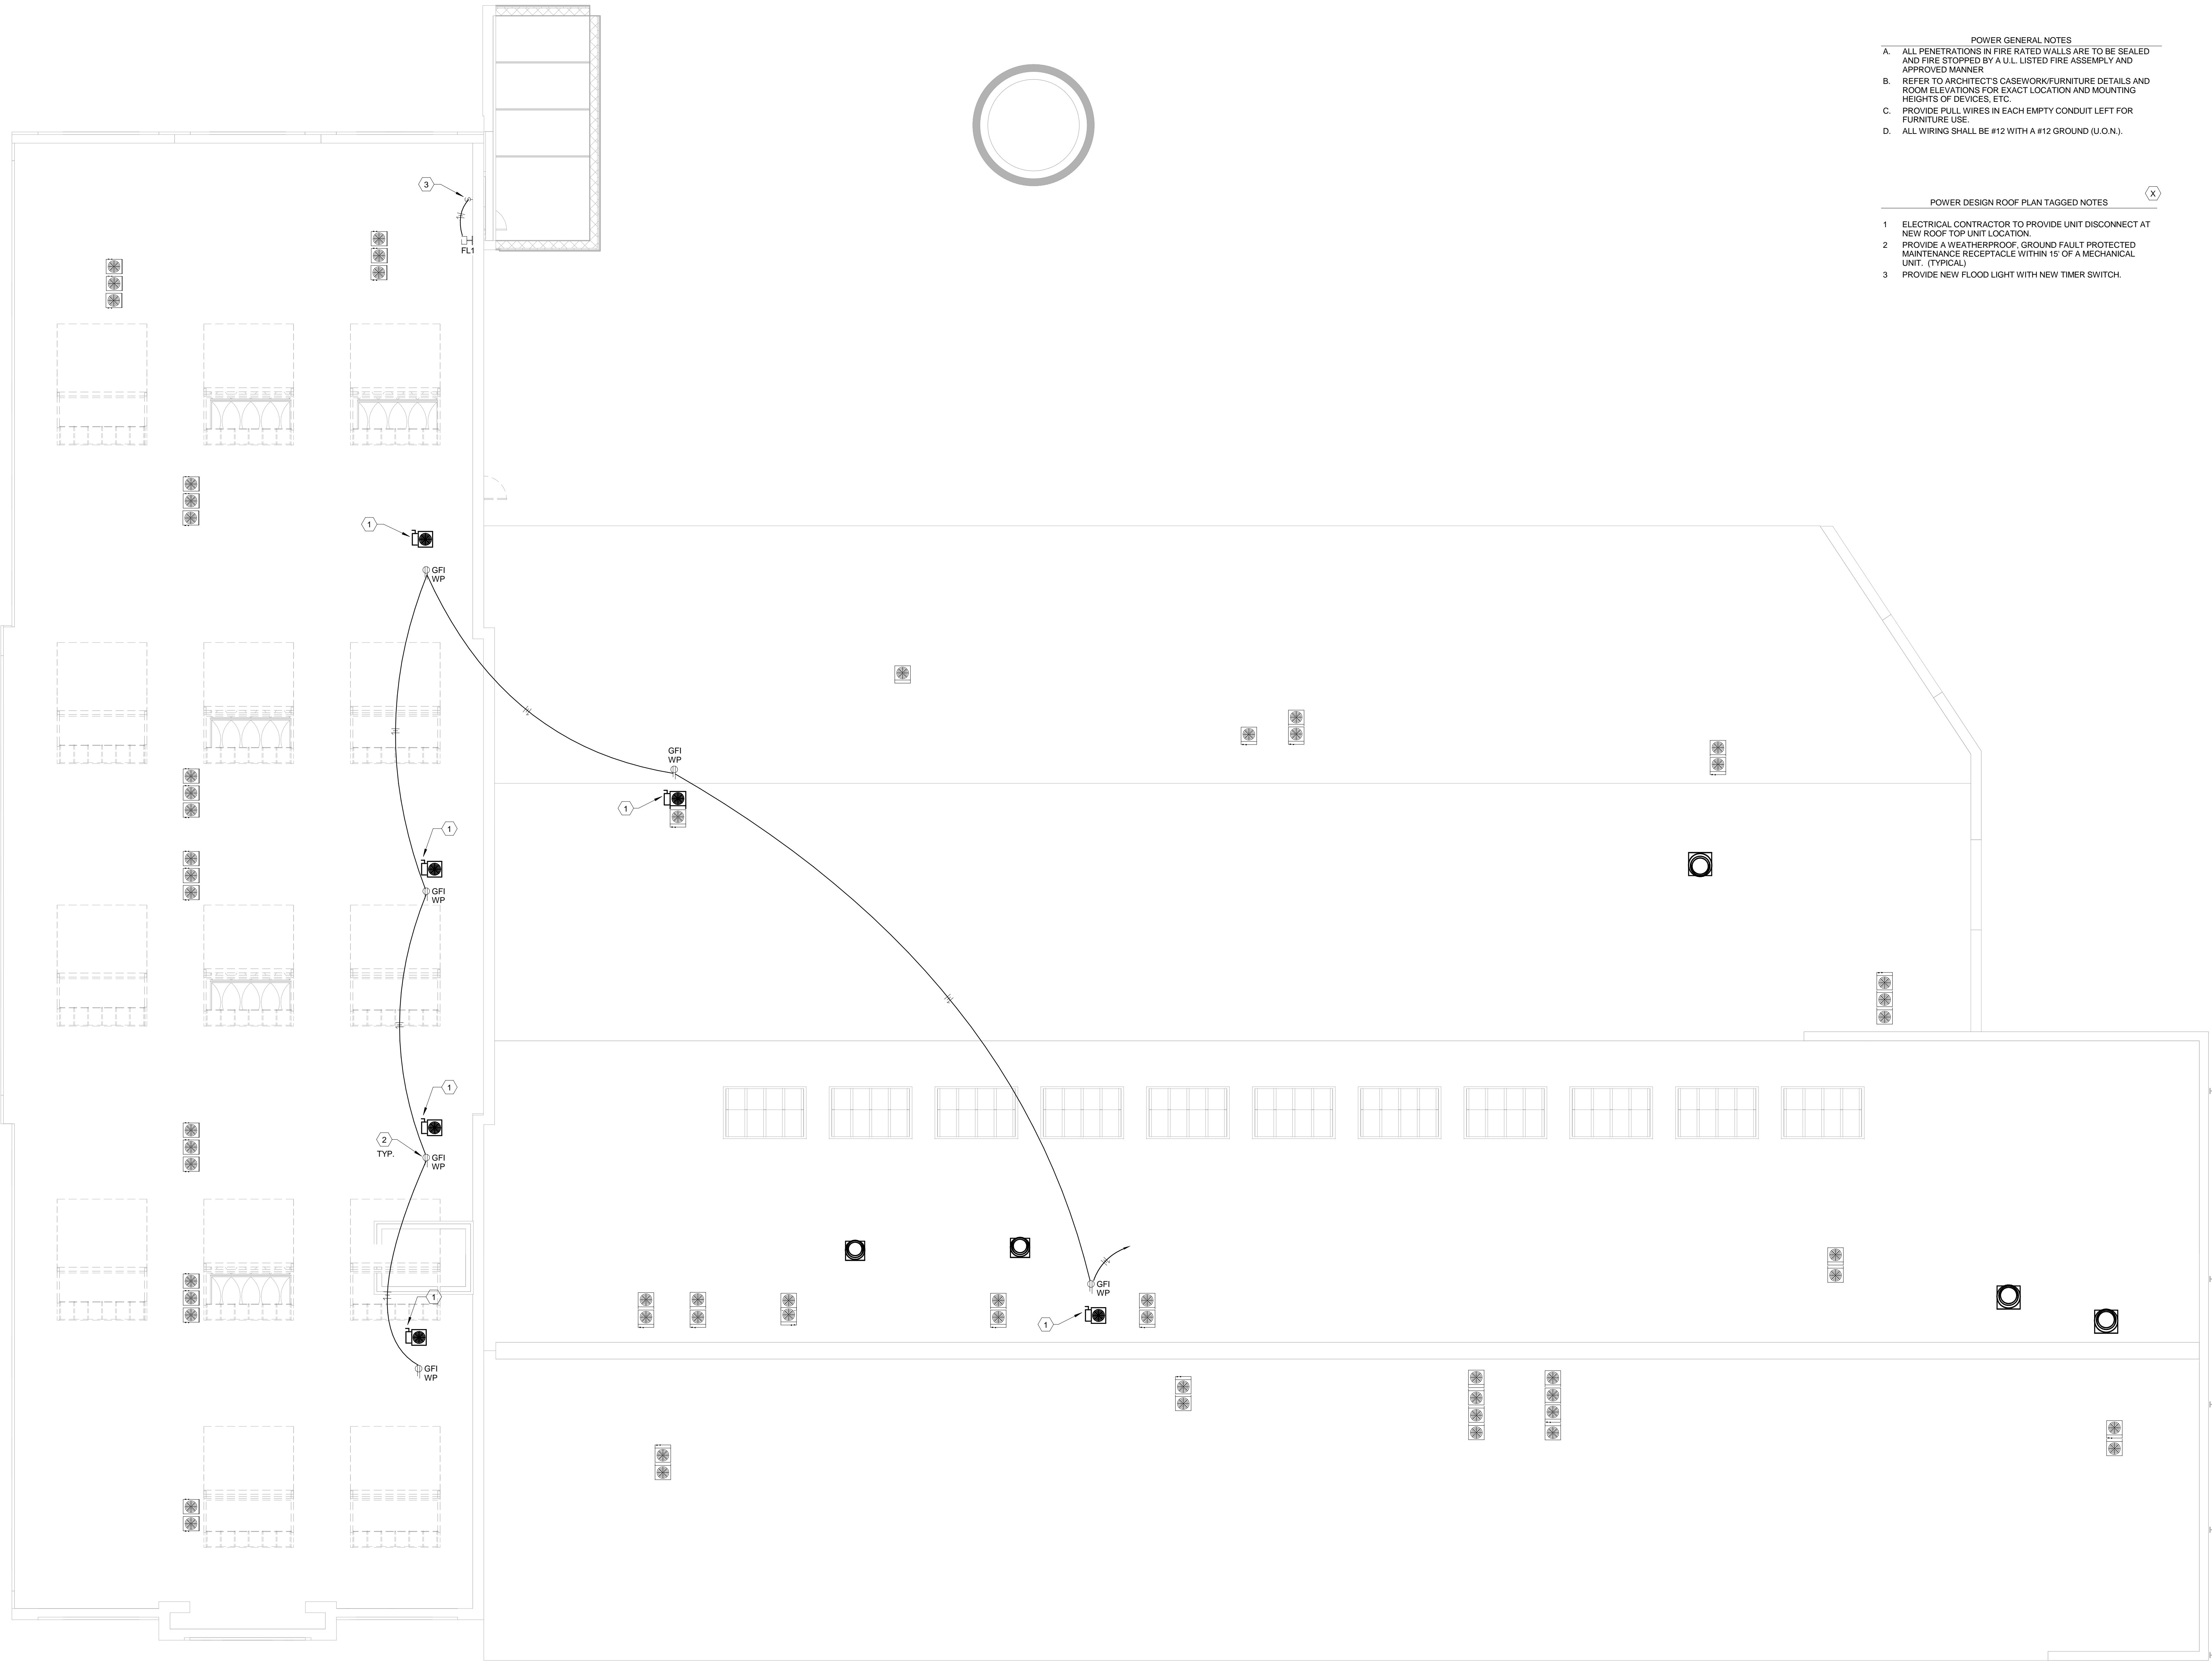 POWER GENERAL NOTES
A. ALL PENETRATIONS IN FIRE RATED WALLS ARE TO BE SEALED
AND FIRE STOPPED BY A U.L. LISTED FIRE ASSEMPLY AND
APPROVED MANNER
B. REFER TO ARCHITECT'S CASEWORK/FURNITURE DETAILS AND
ROOM ELEVATIONS FOR EXACT LOCATION AND MOUNTING
HEIGHTS OF DEVICES, ETC.
C. PROVIDE PULL WIRES IN EACH EMPTY CONDUIT LEFT FOR
FURNITURE USE.
D. ALL WIRING SHALL BE #12 WITH A #12 GROUND (U.O.N.).
X
POWER DESIGN ROOF PLAN TAGGED NOTES
1 ELECTRICAL CONTRACTOR TO PROVIDE UNIT DISCONNECT AT
NEW ROOF TOP UNIT LOCATION.
2 PROVIDE A WEATHERPROOF, GROUND FAULT PROTECTED
MAINTENANCE RECEPTACLE WITHIN 15' OF A MECHANICAL
UNIT. (TYPICAL)
3 PROVIDE NEW FLOOD LIGHT WITH NEW TIMER SWITCH.
3
FL1
1
GFI
WP
GFI
WP
1
1
GFI
WP
1
2
TYP.
GFI
WP
1
GFI
WP
GFI
WP
1